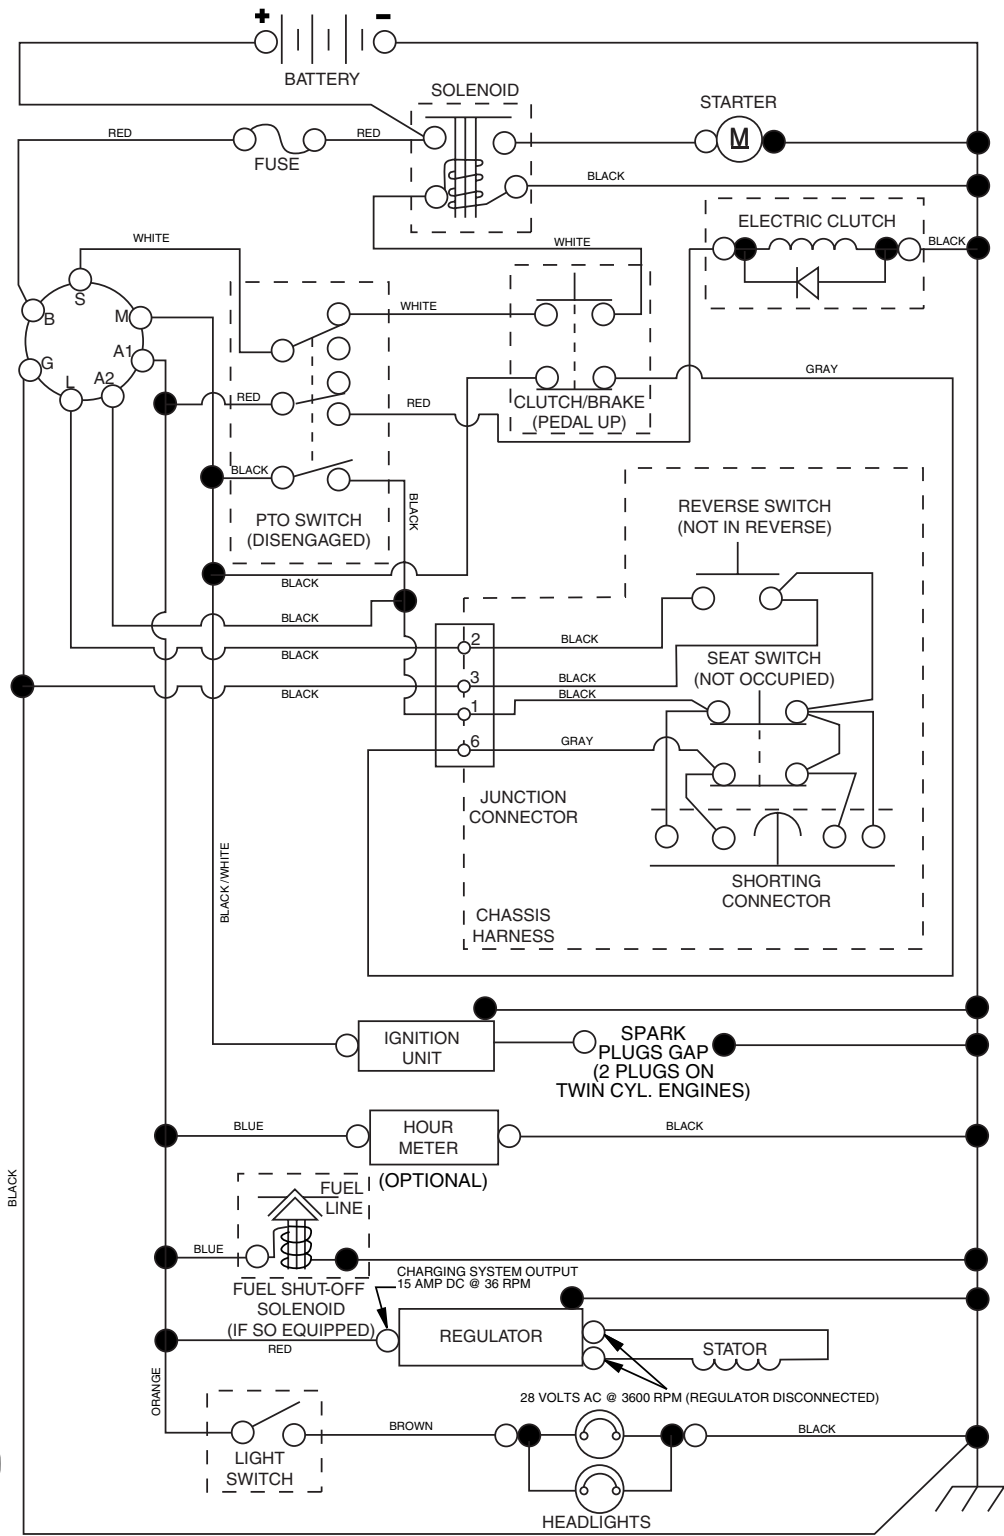 + -
BATTERY
SOLENOID
STARTER
M
RED
FUSE
RED
BLACK
ELECTRIC CLUTCH
BLACK
WHITE
WHITE
S
B
M
WHITE
G
A1
L
A2
RED
RED
GRAY
CLUTCH/BRAKE
(PEDAL UP)
BLACK
BLACK
PTO SWITCH
(DISENGAGED)
REVERSE SWITCH
(NOT IN REVERSE)
BLACK
BLACK
2
BLACK
BLACK
SEAT SWITCH
(NOT OCCUPIED)
3
BLACK
BLACK
BLACK
1
6
GRAY
JUNCTION
CONNECTOR
BLACK/WHITE
SHORTING
CONNECTOR
CHASSIS
HARNESS
IGNITION
UNIT
SPARK
PLUGS GAP
(2 PLUGS ON
TWIN CYL. ENGINES)
BLUE
HOUR
METER
BLACK
(OPTIONAL)
BLACK
FUEL
LINE
BLUE
FUEL SHUT-OFF
SOLENOID
(IF SO EQUIPPED)
CHARGING SYSTEM OUTPUT
15 AMP DC @ 36 RPM
RED
REGULATOR
STATOR
28 VOLTS AC @ 3600 RPM (REGULATOR DISCONNECTED)
ORANGE
BROWN
BLACK
LIGHT
SWITCH
HEADLIGHTS